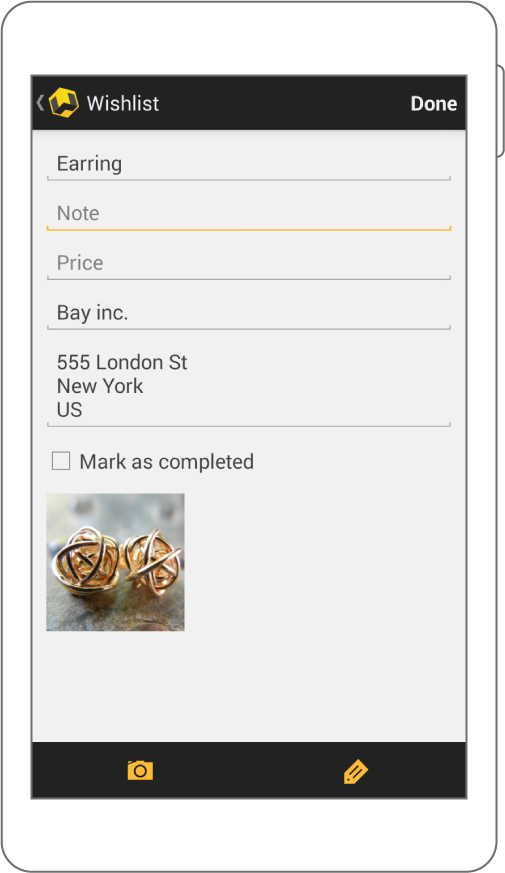 Wishlist
Done
Earring
Note
Price
Bay inc.
555 London St
New York
US
Mark as completed